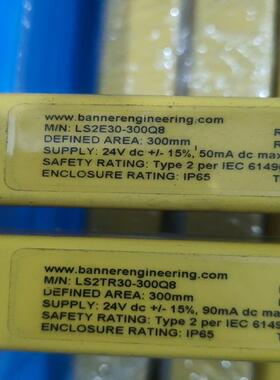 www.bannerengineering.com
M/N: LS2E30-300Q8
DEFINED AREA: 300mm
SUPPLY: 24V dc +/- 15%, 50mA dc max
SAFETY RATING: Type 2 per IEC 61496
ENCLOSURE RATING: IP65
www.bannerengineering.com
M/N: LS2TR30-300Q8
DEFINED AREA: 300mm
SUPPLY: 24V dc +/- 15%, 90mA dc max
SAFETY RATING: Type 2 per IEC 6149
ENCLOSURE RATING: IP65